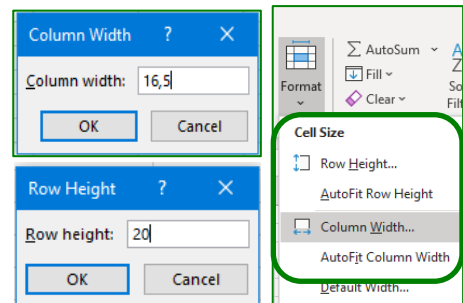 Column Width ? ×
Column width: 16,5
OK Cancel
Row Height ? ×
Row height: 20
OK Cancel
Format
∑ AutoSum
Fill
Clear
Cell Size
Row Height...
AutoFit Row Height
Column Width...
AutoFit Column Width
Default Width...